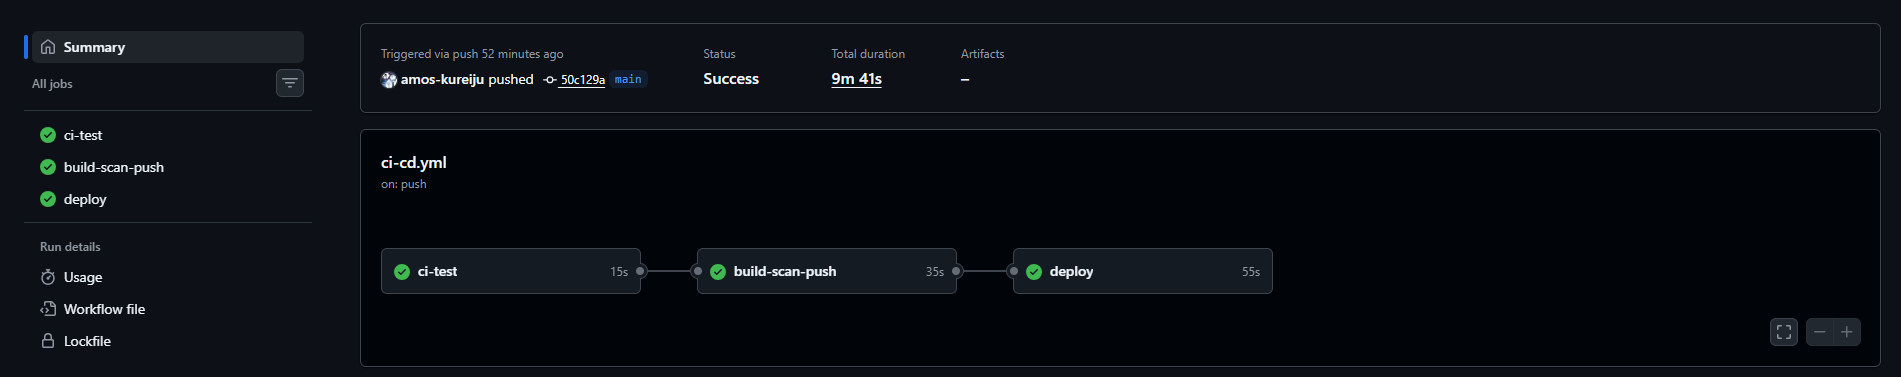 Summary
All jobs
ci-test
build-scan-push
deploy
Run details
Usage
Workflow file
Lockfile
Triggered via push 52 minutes ago
amos-kureiju pushed 50c129a main
Status
Success
Total duration
9m 41s
Artifacts
–
ci-cd.yml
on: push
ci-test 15s
build-scan-push 35s
deploy 55s